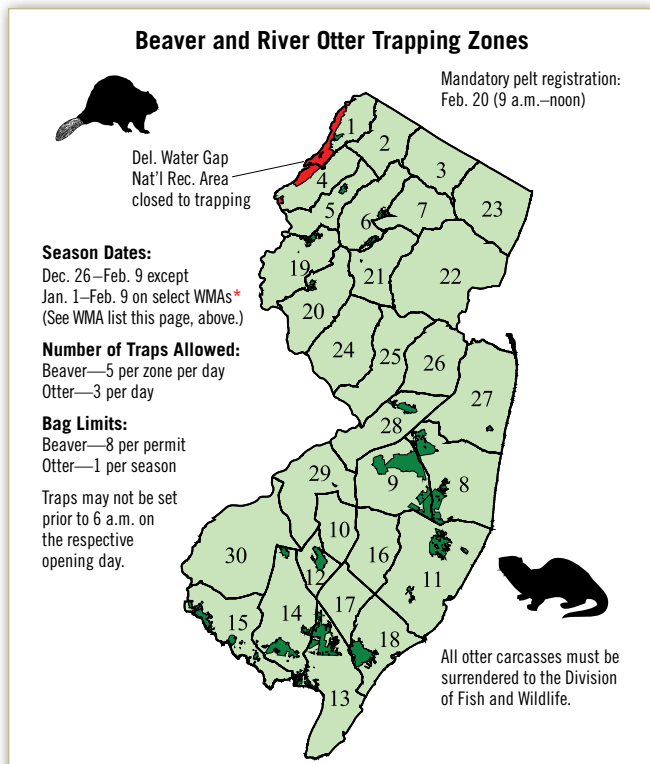 Beaver and River Otter Trapping Zones
Mandatory pelt registration:
Feb. 20 (9 a.m.–noon)
Del. Water Gap
Nat'l Rec. Area
closed to trapping
Season Dates:
Dec. 26–Feb. 9 except
Jan. 1–Feb. 9 on select WMAs*
(See WMA list this page, above.)
Number of Traps Allowed:
Beaver—5 per zone per day
Otter—3 per day
Bag Limits:
Beaver—8 per permit
Otter—1 per season
Traps may not be set
prior to 6 a.m. on
the respective
opening day.
1
2
3
4
5
6
7
23
19
21
22
20
24
25
26
27
28
29
9
8
10
16
11
30
12
15
14
17
18
13
All otter carcasses must be
surrendered to the Division
of Fish and Wildlife.